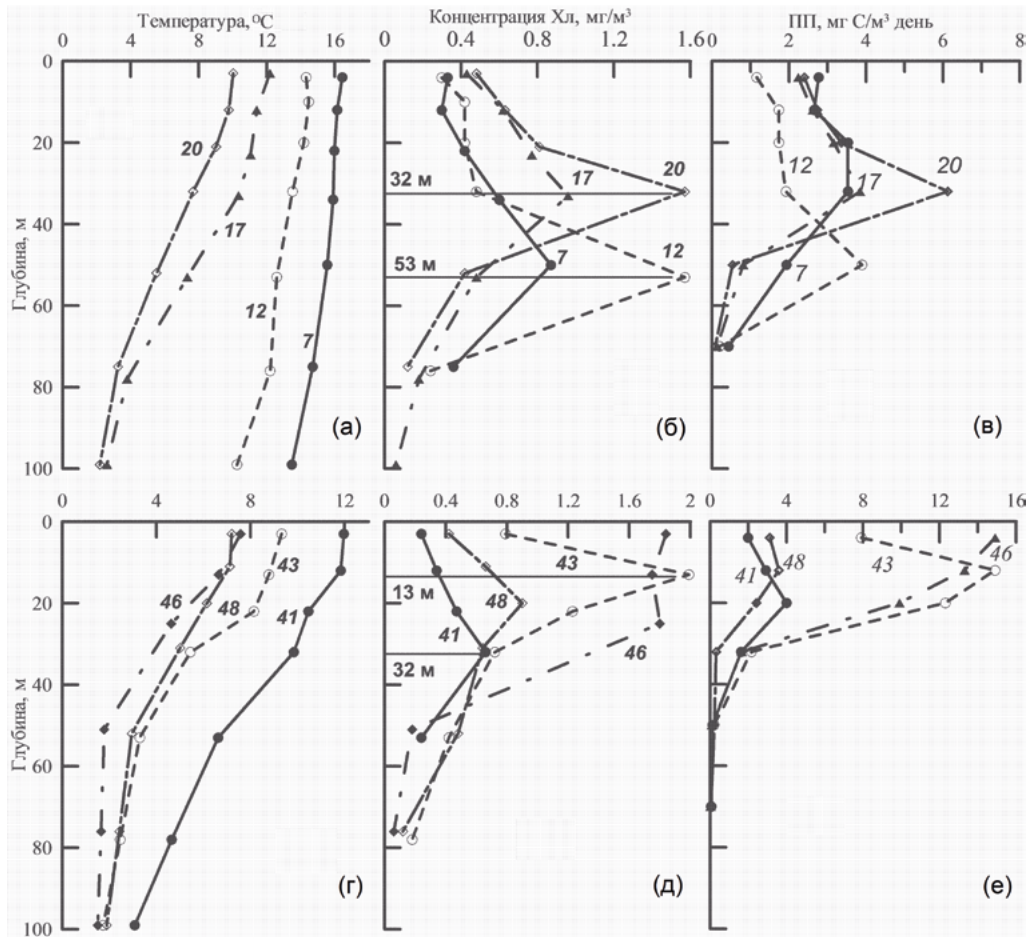 Температура, ºC
Концентрация Хл, мг/м³
ПП, мг С/м³ день
0 4 8 12 16
0 0.4 0.8 1.2 1.6
0 2 4 6 8
Глубина, м
0
20
40
60
80
100
20
17
12
7
(а)
20
17
32 м
12
7
53 м
(б)
12
17
20
7
(в)
0 4 8 12
0 0.4 0.8 1.2 1.6 2
0 4 8 12 16
Глубина, м
0
20
40
60
80
100
43
46
48
41
(г)
43
13 м
48
41
32 м
46
(д)
41
48
43
46
(е)